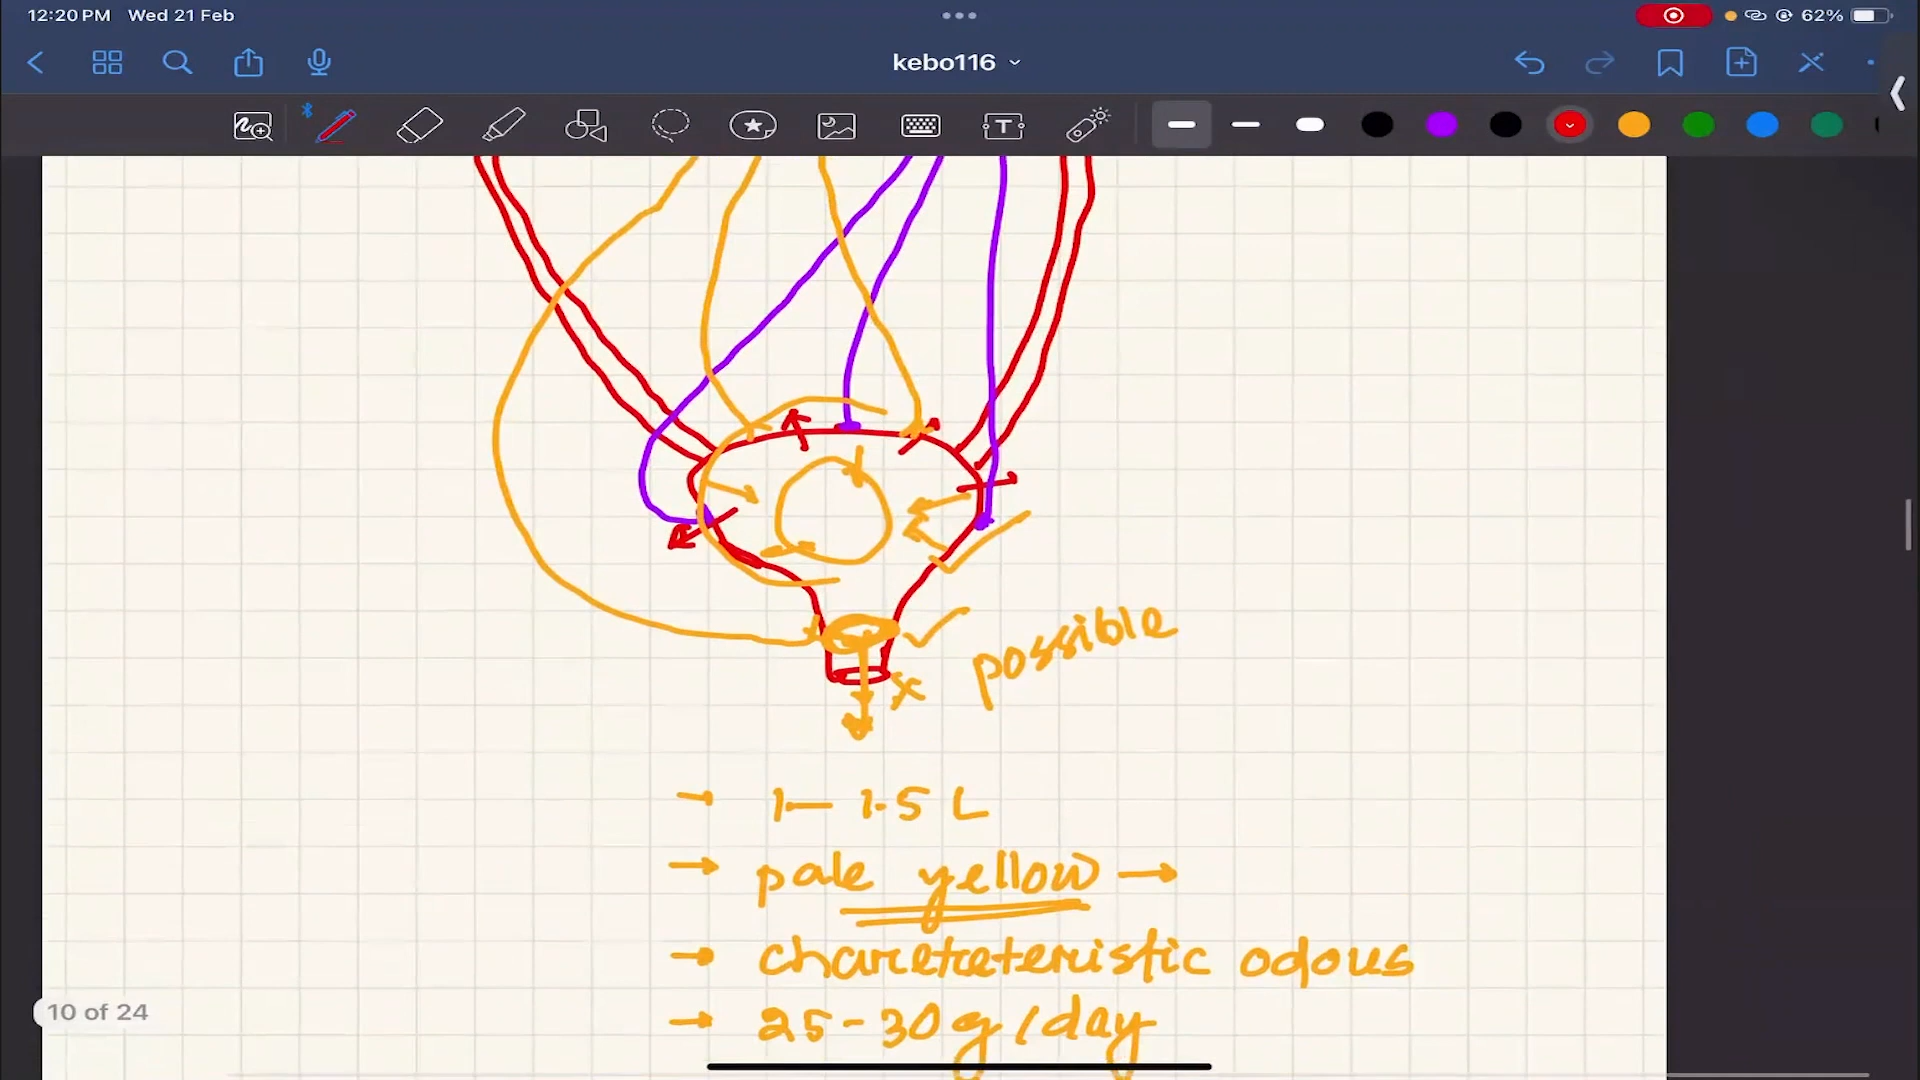 12:20 PM Wed 21 Feb
62%
kebo116
T
possible
x
→ 1 — 1.5 L
→ pale yellow →
→ charetcteristic odous
→ 25-30 g/day
10 of 24